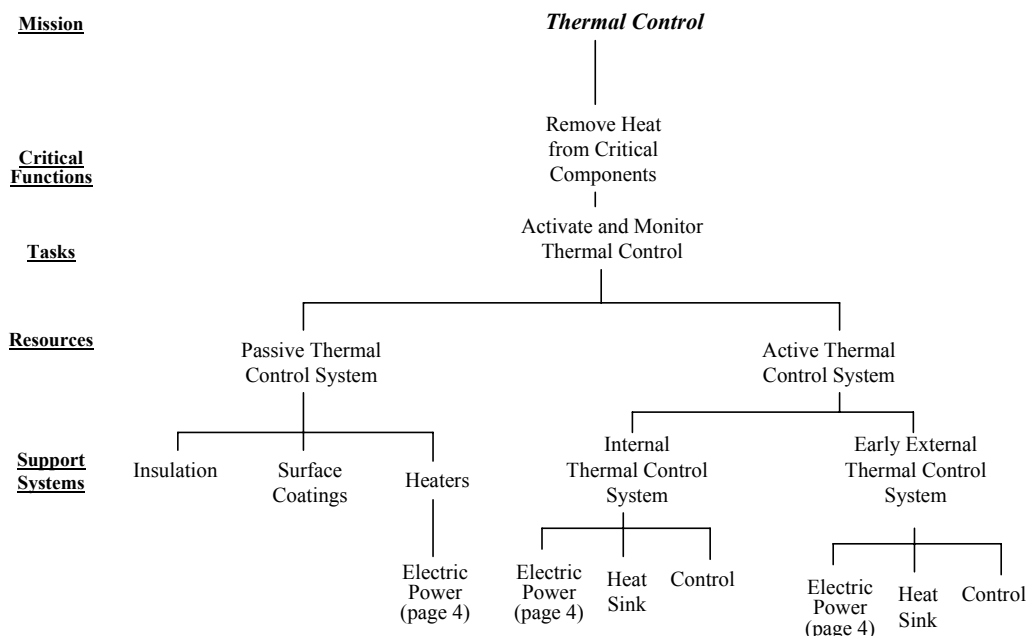 Mission
Thermal Control
Remove Heat
from Critical
Components
Critical
Functions
Activate and Monitor
Thermal Control
Tasks
Resources
Passive Thermal
Control System
Active Thermal
Control System
Support
Systems
Insulation
Surface
Coatings
Heaters
Internal
Thermal Control
System
Early External
Thermal Control
System
Electric
Power
(page 4)
Electric
Power
(page 4)
Heat
Sink
Control
Electric
Power
(page 4)
Heat
Sink
Control